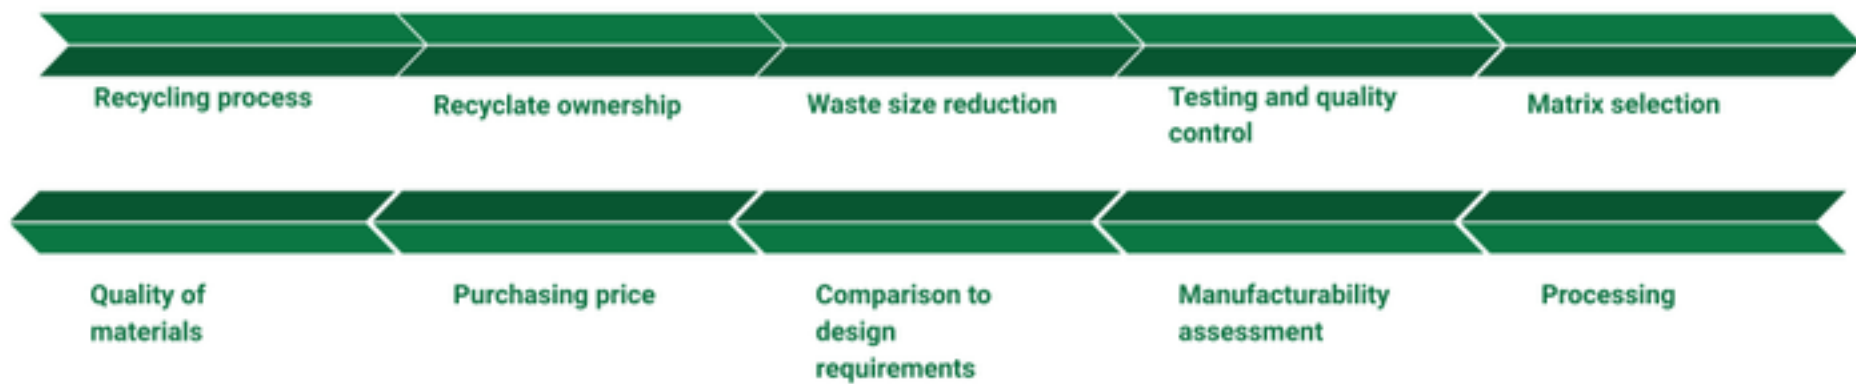 Recycling process
Recyclate ownership
Waste size reduction
Testing and quality
control
Matrix selection
Quality of
materials
Purchasing price
Comparison to
design
requirements
Manufacturability
assessment
Processing